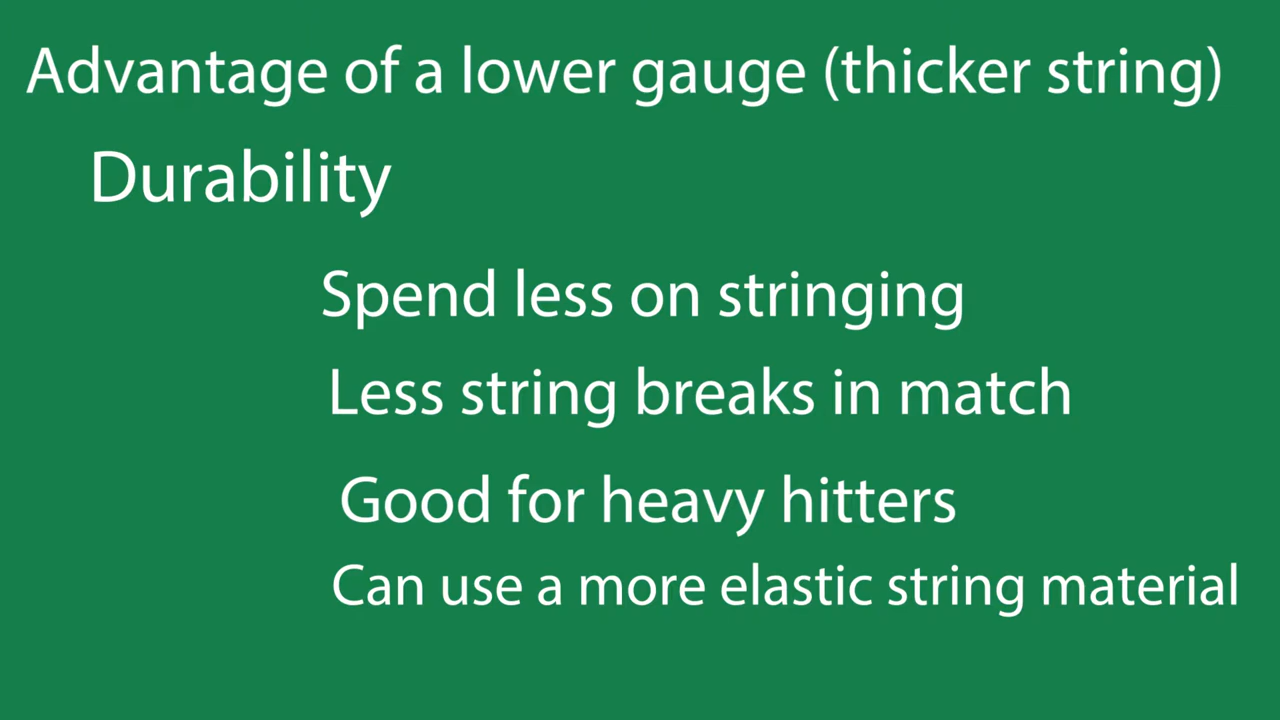 Advantage of a lower gauge (thicker string)
Durability
Spend less on stringing
Less string breaks in match
Good for heavy hitters
Can use a more elastic string material